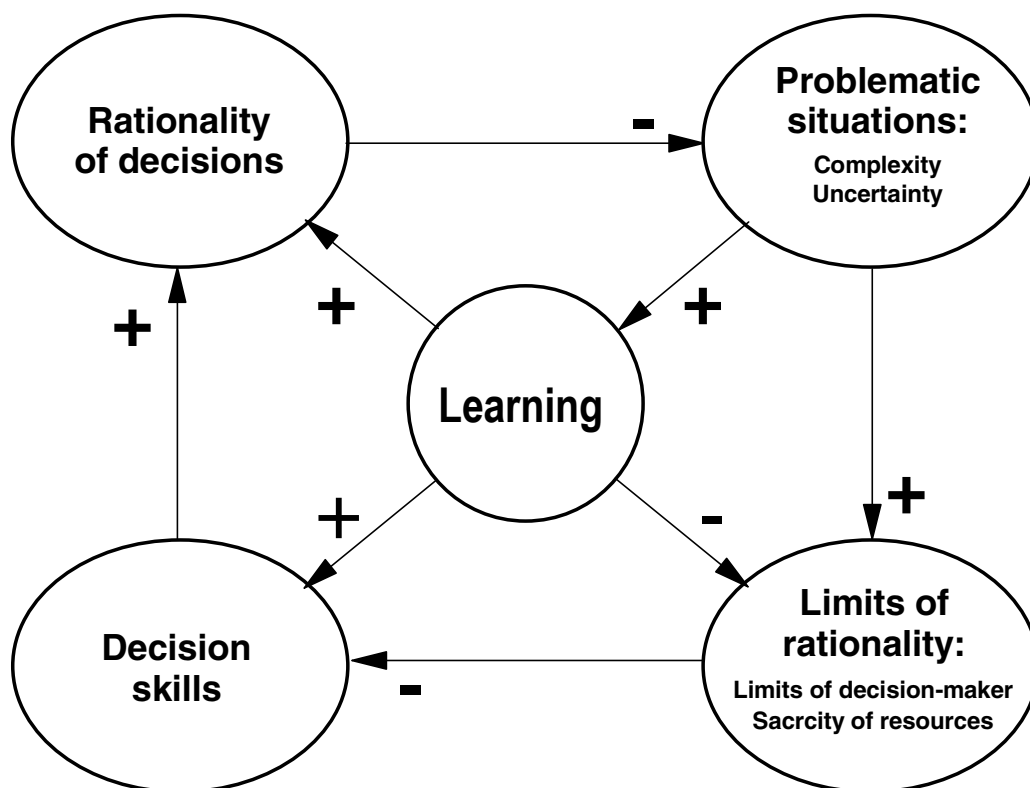 Rationality
of decisions
-
Problematic
situations:
Complexity
Uncertainty
+
+
+
Learning
+
-
+
Decision
skills
-
Limits of
rationality:
Limits of decision-maker
Sacrcity of resources